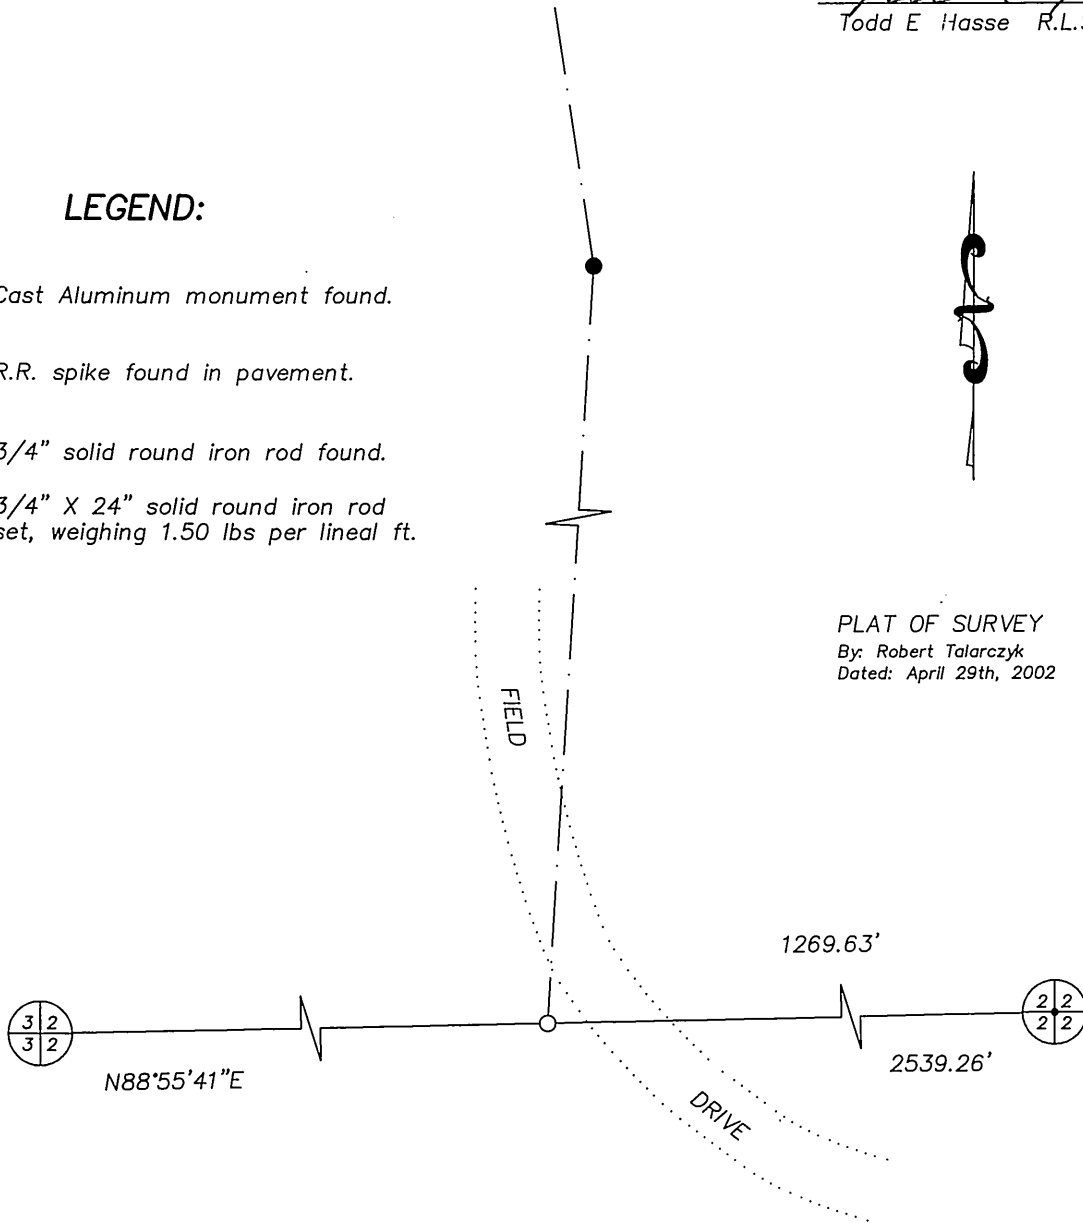 Todd E Hasse R.L.S
LEGEND:
Cast Aluminum monument found.
R.R. spike found in pavement.
3/4" solid round iron rod found.
3/4" X 24" solid round iron rod
set, weighing 1.50 lbs per lineal ft.
PLAT OF SURVEY
By: Robert Talarczyk
Dated: April 29th, 2002
FIELD
1269.63'
3 2
3 2
2 2
2 2
N88°55'41"E
2539.26'
DRIVE